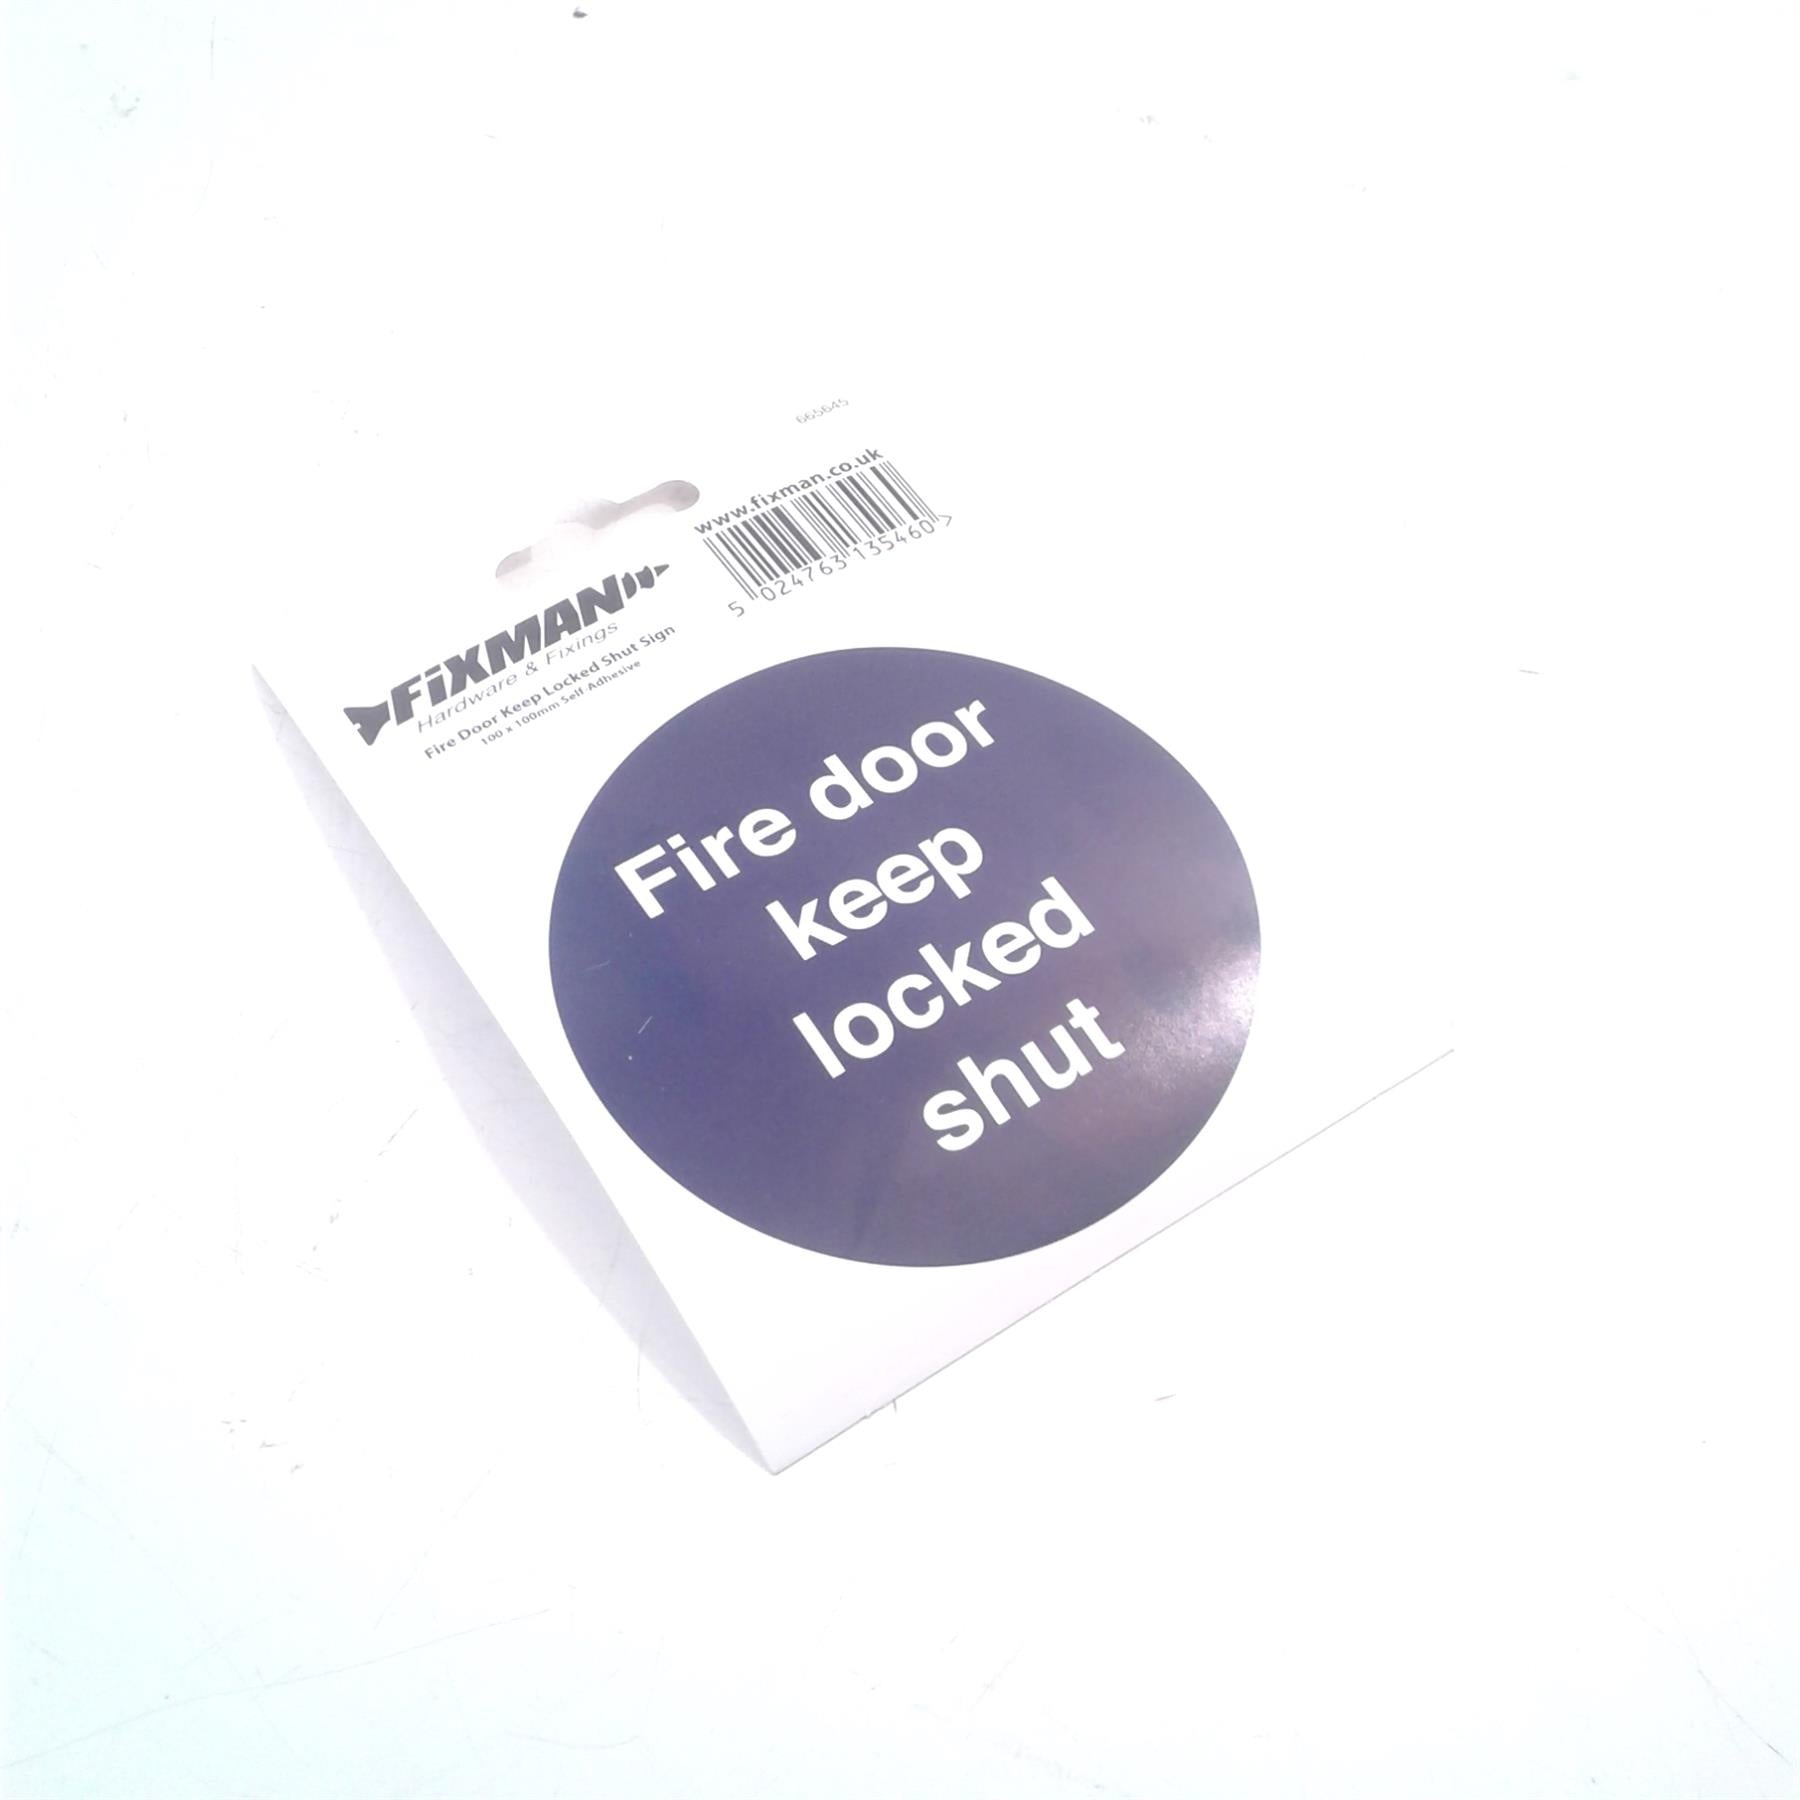 665645
www.fixman.co.uk
5 024763 135460 >
FiXMAN
Hardware & Fixings
Fire Door Keep Locked Shut Sign
100 x 100mm Self-Adhesive
Fire door
keep
locked
shut